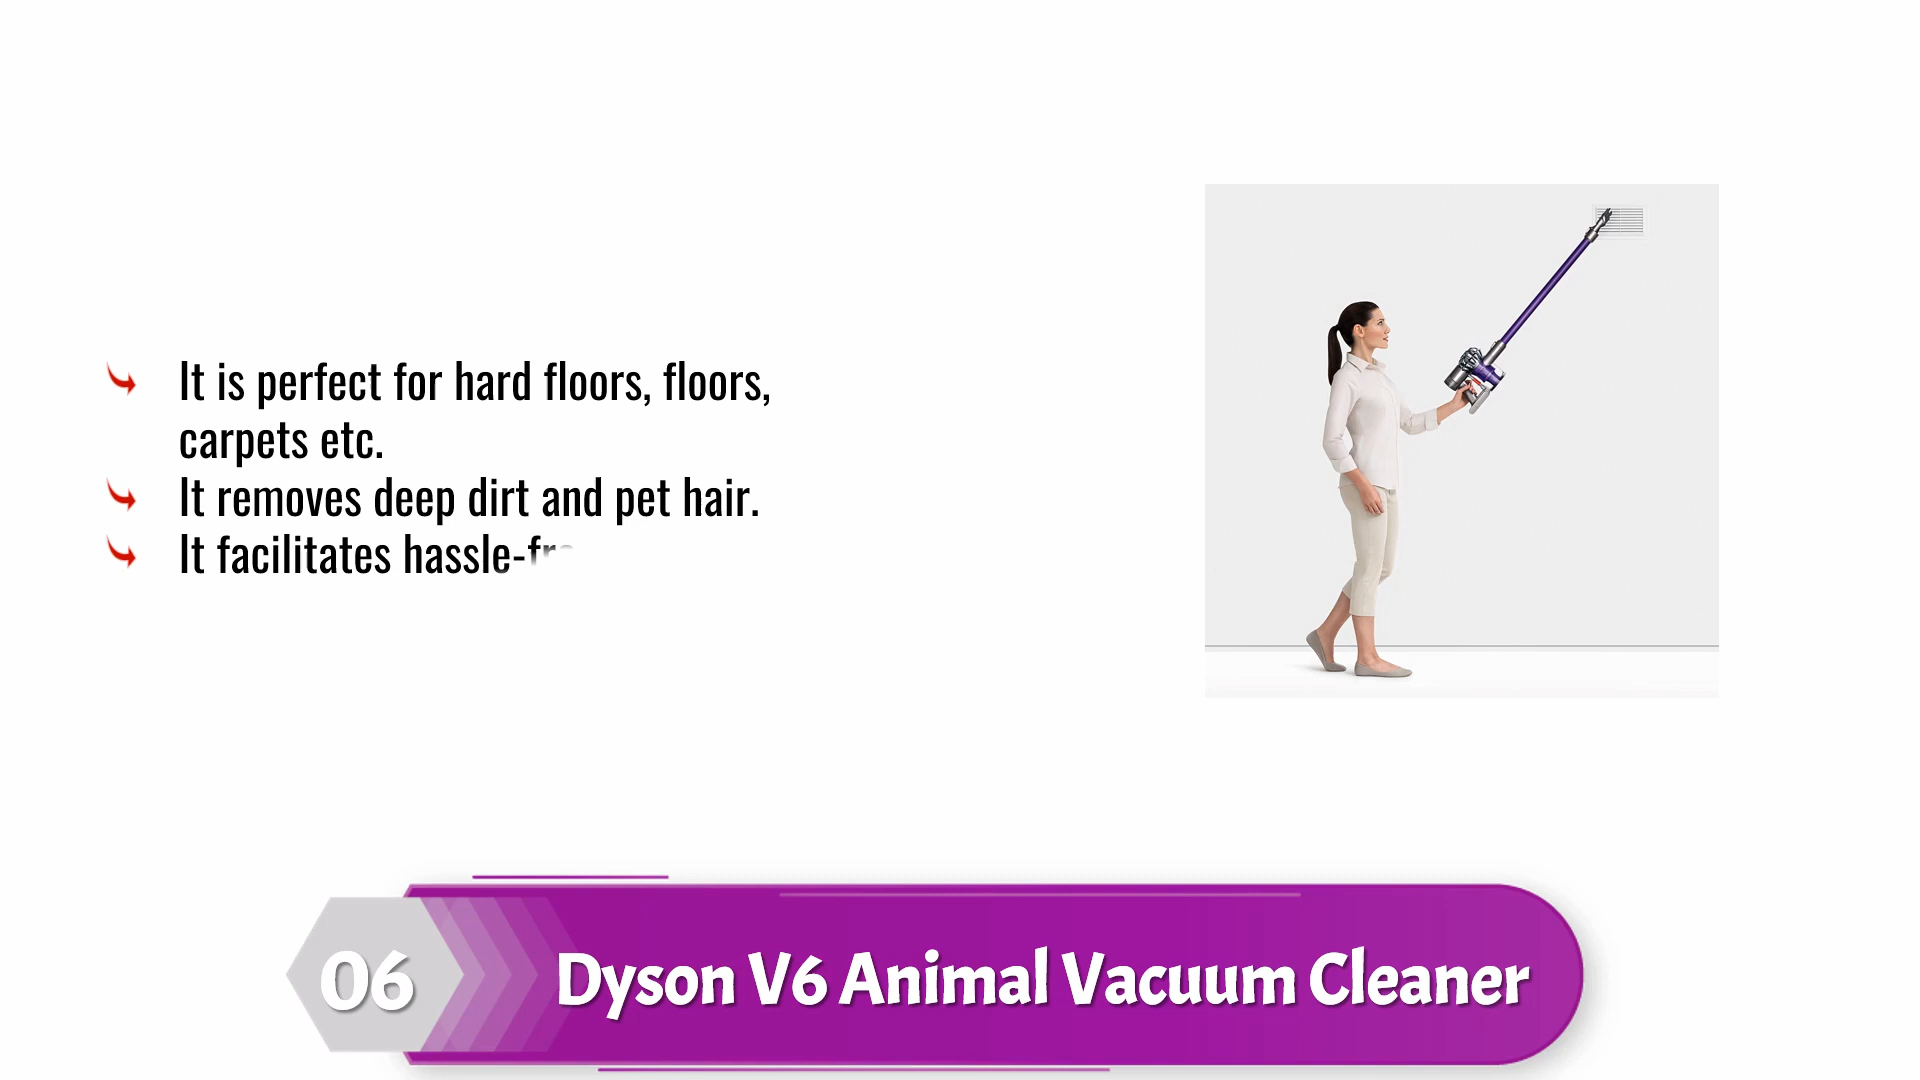 It is perfect for hard floors, floors,
carpets etc.
It removes deep dirt and pet hair.
It facilitates hassle-
06
Dyson V6 Animal Vacuum Cleaner